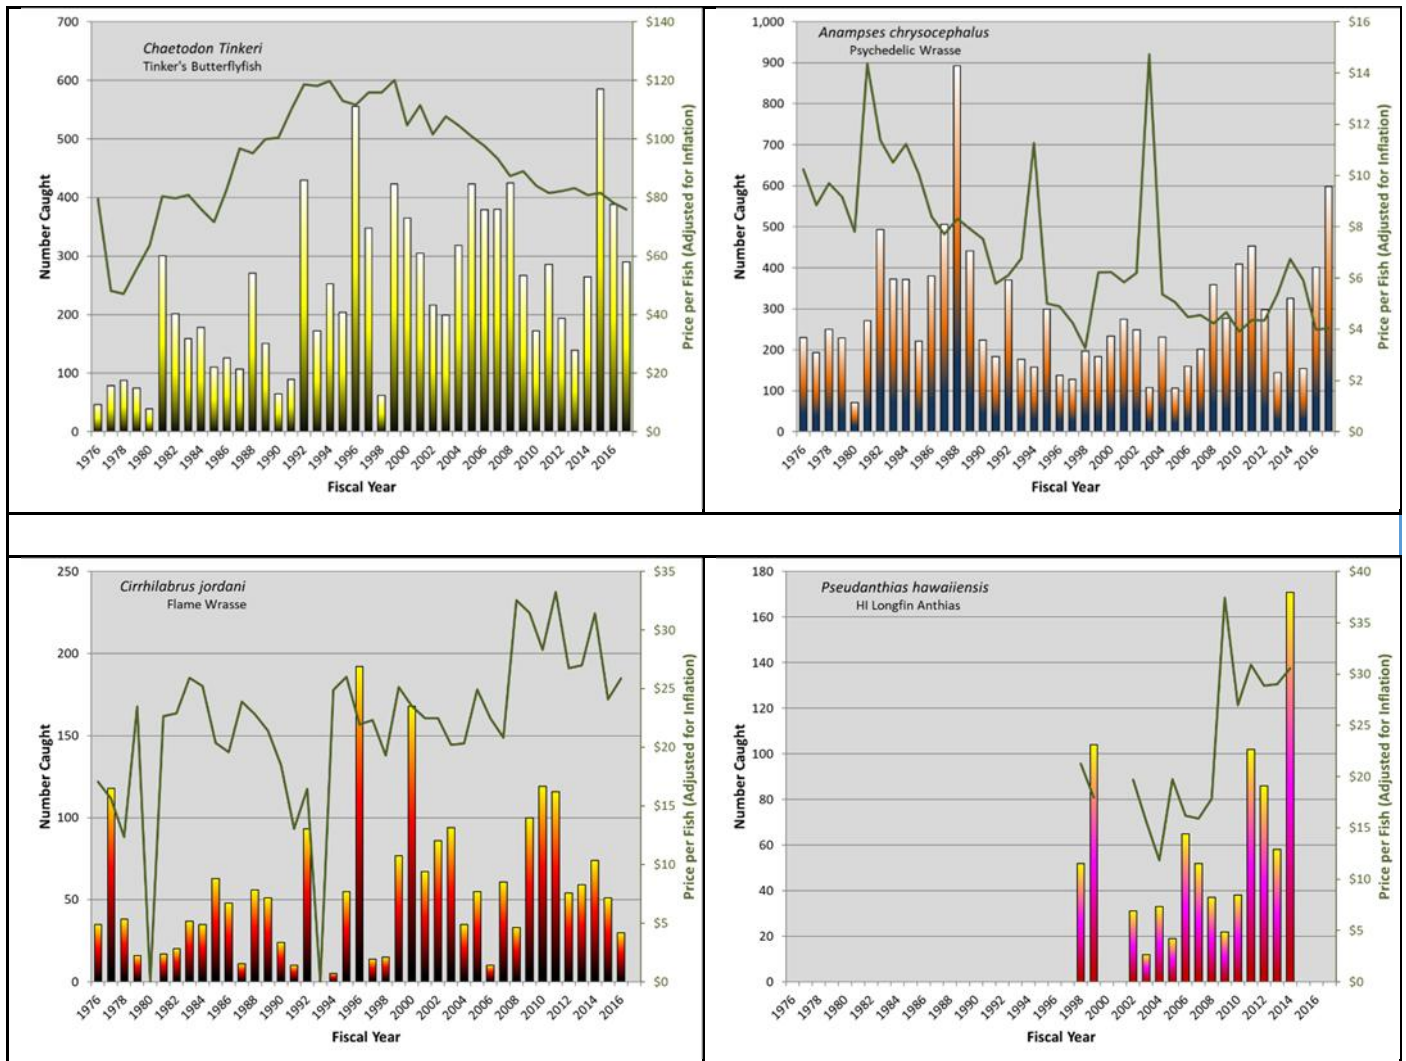 Chaetodon Tinkeri
Tinker's Butterflyfish
Number Caught
700
600
500
400
300
200
100
0
$140
$120
$100
$80
$60
$40
$20
$0
Price per Fish (Adjusted for Inflation)
1976 1978 1980 1982 1984 1986 1988 1990 1992 1994 1996 1998 2000 2002 2004 2006 2008 2010 2012 2014 2016
Fiscal Year
Anampses chrysocephalus
Psychedelic Wrasse
Number Caught
1,000
900
800
700
600
500
400
300
200
100
0
$16
$14
$12
$10
$8
$6
$4
$2
$0
Price per Fish (Adjusted for Inflation)
1976 1978 1980 1982 1984 1986 1988 1990 1992 1994 1996 1998 2000 2002 2004 2006 2008 2010 2012 2014 2016
Fiscal Year
Cirrhilabrus jordani
Flame Wrasse
Number Caught
250
200
150
100
50
0
$35
$30
$25
$20
$15
$10
$5
$0
Price per Fish (Adjusted for Inflation)
1976 1978 1980 1982 1984 1986 1988 1990 1992 1994 1996 1998 2000 2002 2004 2006 2008 2010 2012 2014 2016
Fiscal Year
Pseudanthias hawaiiensis
HI Longfin Anthias
Number Caught
180
160
140
120
100
80
60
40
20
0
$40
$35
$30
$25
$20
$15
$10
$5
$0
Price per Fish (Adjusted for Inflation)
1976 1978 1980 1982 1984 1986 1988 1990 1992 1994 1996 1998 2000 2002 2004 2006 2008 2010 2012 2014 2016
Fiscal Year